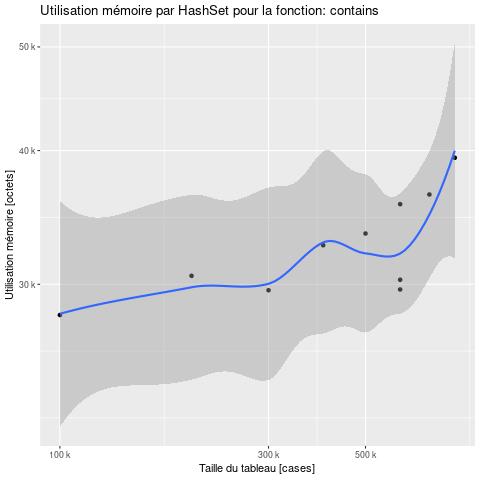 Utilisation mémoire par HashSet pour la fonction: contains
50 k
40 k
30 k
Utilisation mémoire [octets]
100 k
300 k
500 k
Taille du tableau [cases]